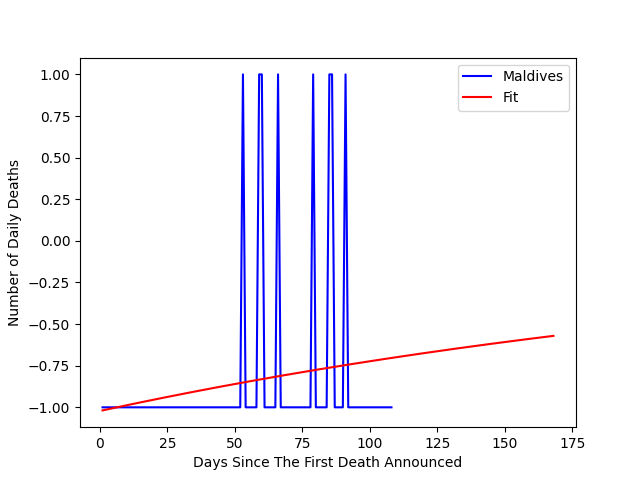 Maldives
Fit
1.00
0.75
0.50
0.25
0.00
−0.25
−0.50
−0.75
−1.00
Number of Daily Deaths
0 25 50 75 100 125 150 175
Days Since The First Death Announced